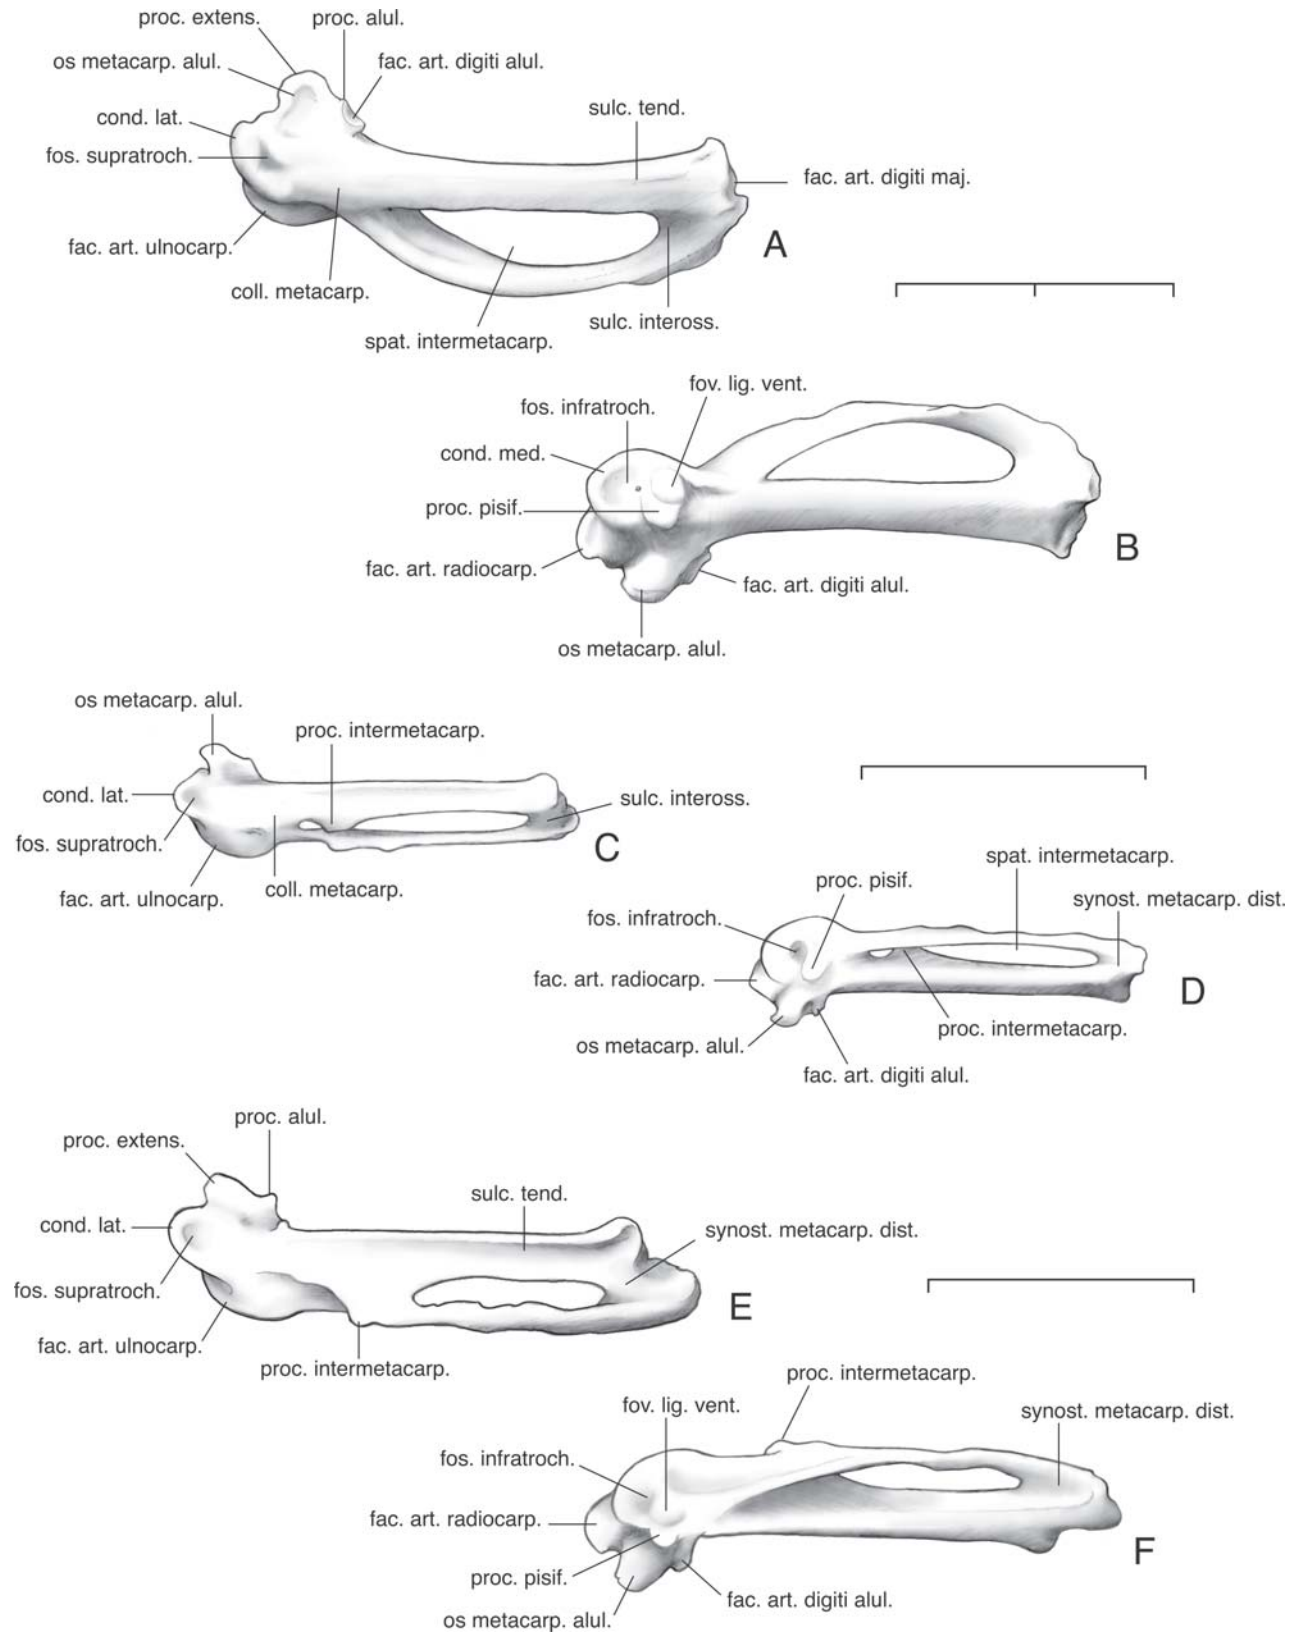 proc. extens.
proc. alul.
os metacarp. alul.
fac. art. digiti alul.
cond. lat.
sulc. tend.
fos. supratroch.
fac. art. digiti maj.
fac. art. ulnocarp.
A
coll. metacarp.
sulc. inteross.
spat. intermetacarp.
fov. lig. vent.
fos. infratroch.
cond. med.
proc. pisif.
B
fac. art. radiocarp.
fac. art. digiti alul.
os metacarp. alul.
os metacarp. alul.
proc. intermetacarp.
cond. lat.
sulc. inteross.
fos. supratroch.
C
fac. art. ulnocarp.
coll. metacarp.
spat. intermetacarp.
proc. pisif.
synost. metacarp. dist.
fos. infratroch.
fac. art. radiocarp.
D
proc. intermetacarp.
os metacarp. alul.
fac. art. digiti alul.
proc. alul.
proc. extens.
sulc. tend.
cond. lat.
synost. metacarp. dist.
fos. supratroch.
E
fac. art. ulnocarp.
proc. intermetacarp.
proc. intermetacarp.
fov. lig. vent.
synost. metacarp. dist.
fos. infratroch.
fac. art. radiocarp.
F
proc. pisif.
fac. art. digiti alul.
os metacarp. alul.